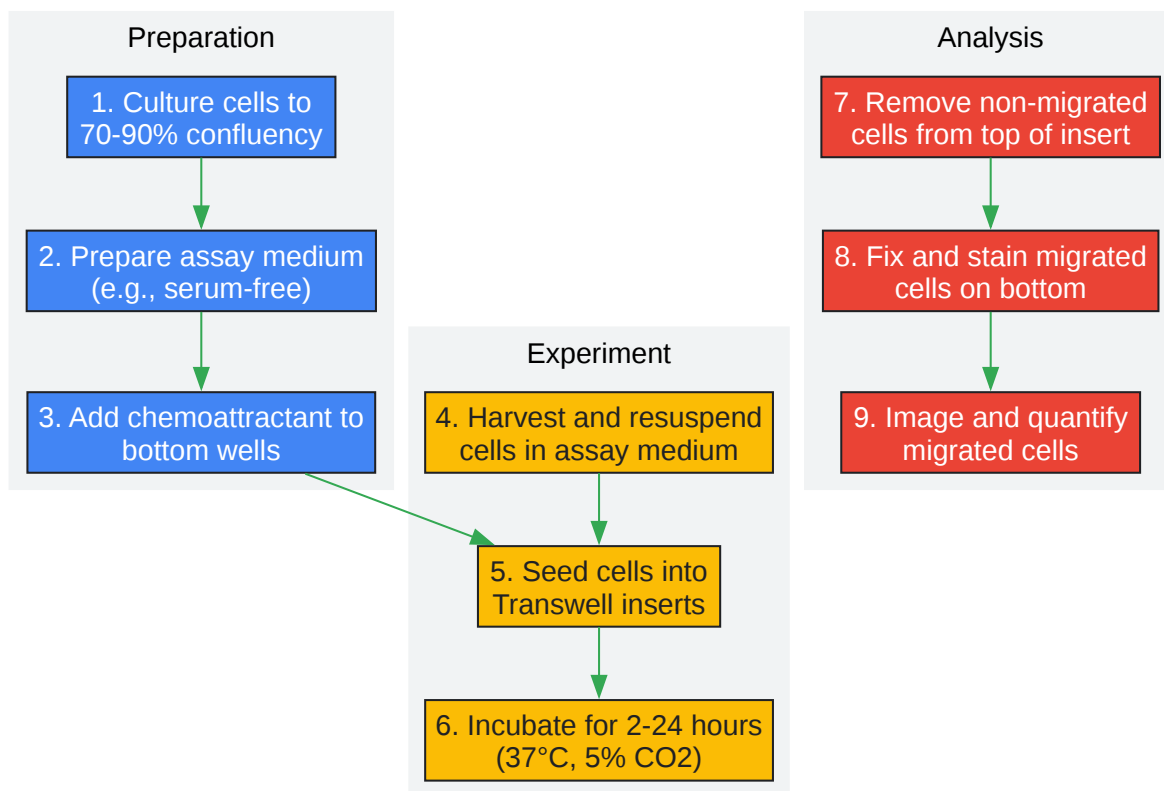 Preparation
1. Culture cells to
70-90% confluency
2. Prepare assay medium
(e.g., serum-free)
3. Add chemoattractant to
bottom wells
Experiment
4. Harvest and resuspend
cells in assay medium
5. Seed cells into
Transwell inserts
6. Incubate for 2-24 hours
(37°C, 5% CO2)
Analysis
7. Remove non-migrated
cells from top of insert
8. Fix and stain migrated
cells on bottom
9. Image and quantify
migrated cells